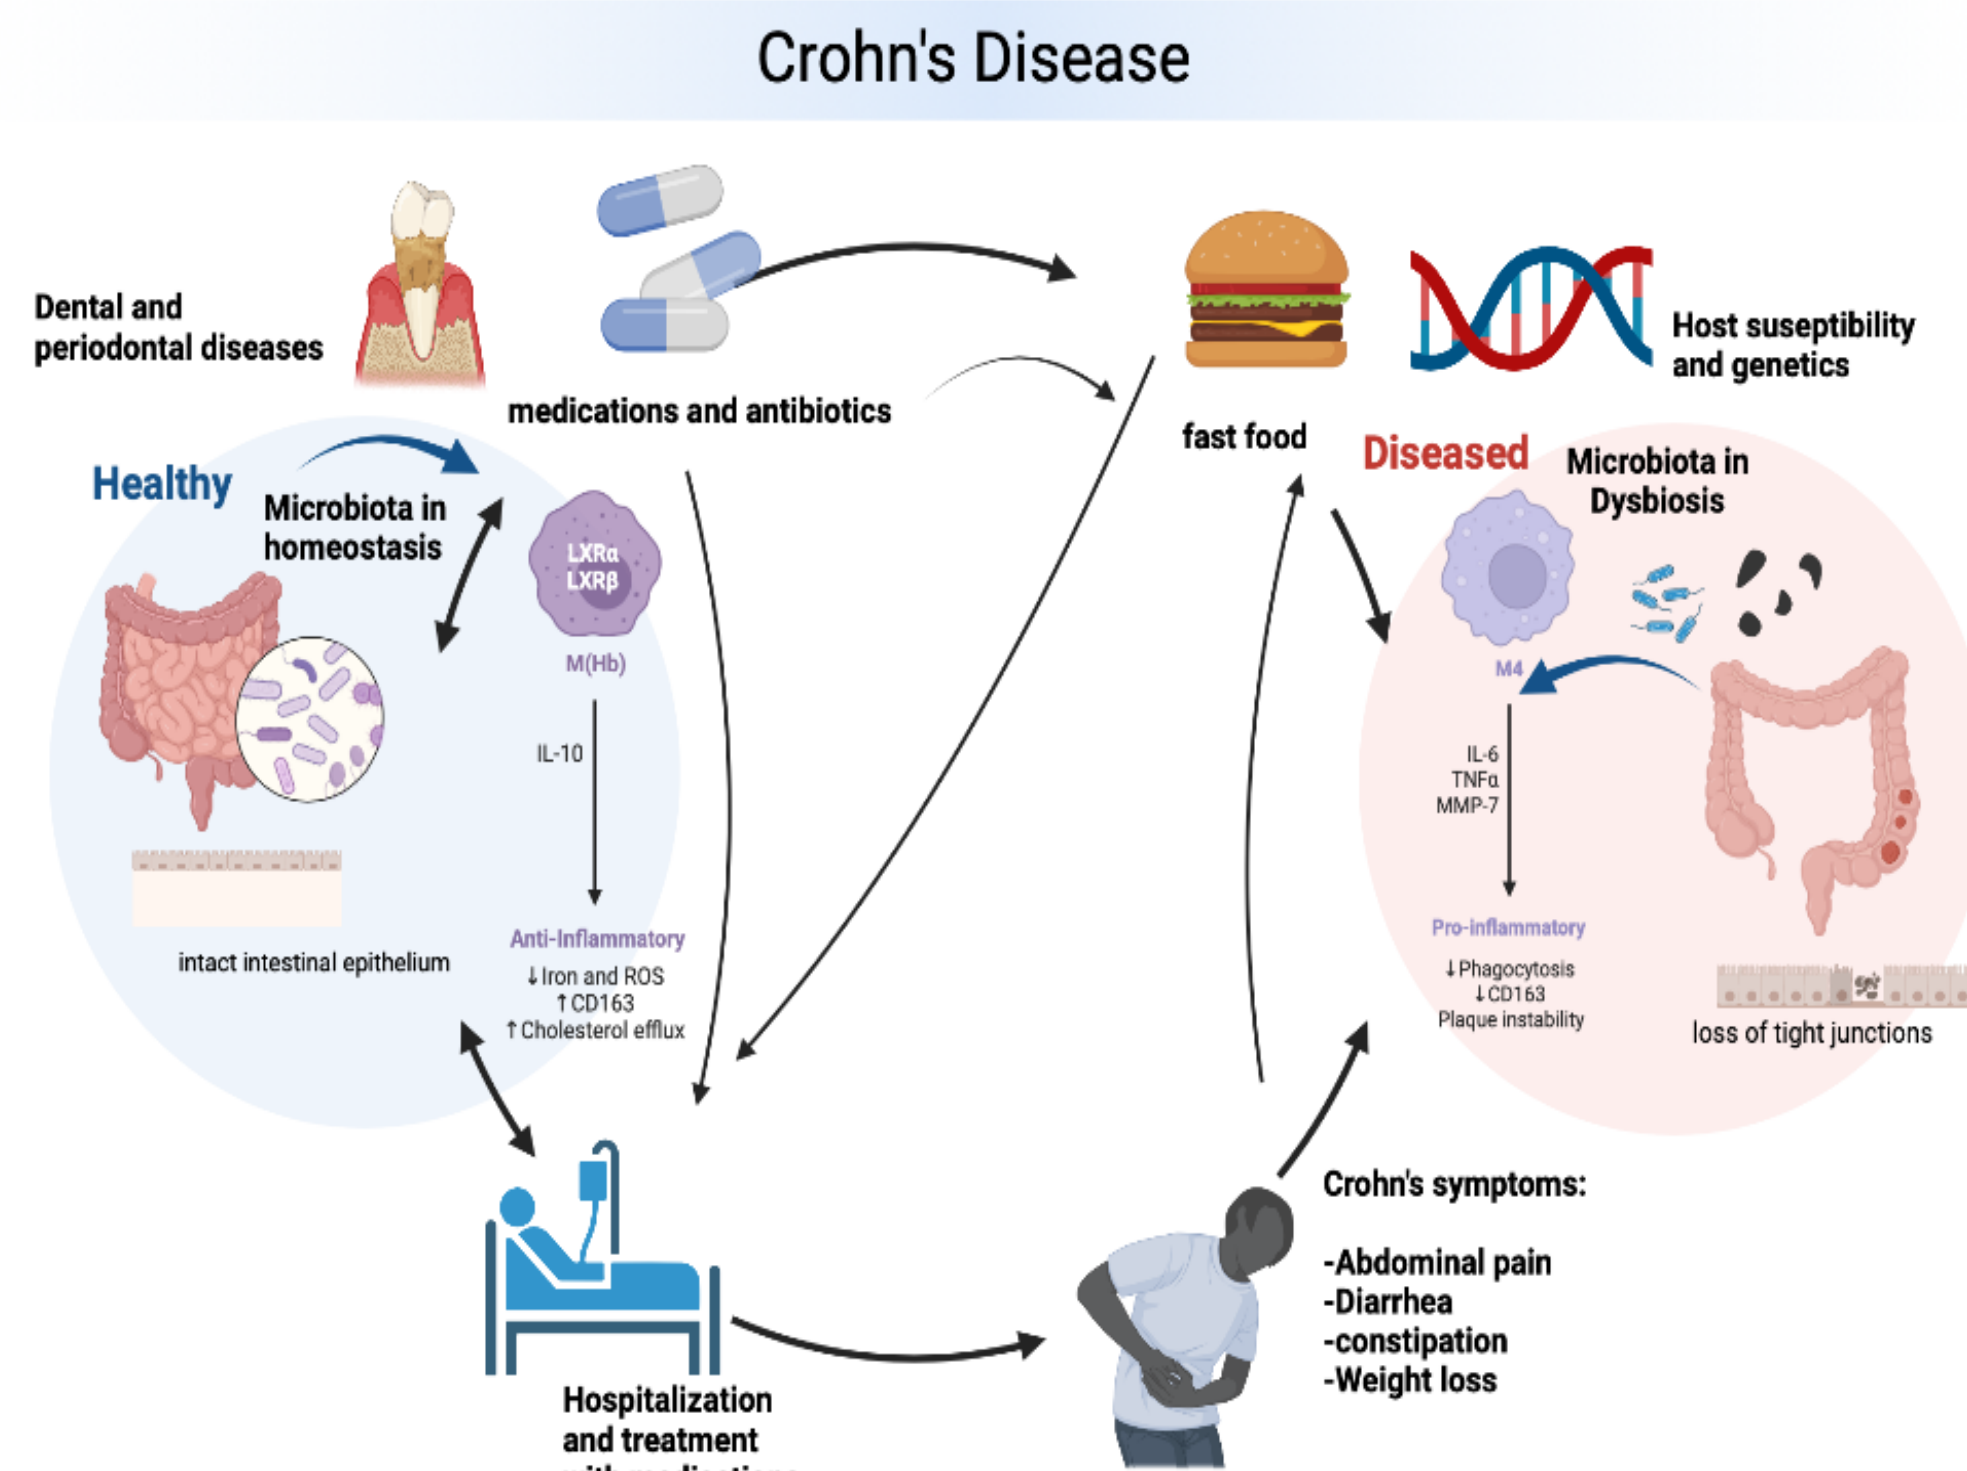 Crohn's Disease
Dental and
periodontal diseases
medications and antibiotics
fast food
Host suseptibility
and genetics
Healthy
Microbiota in
homeostasis
LXRα
LXRβ
M(Hb)
IL-10
Anti-Inflammatory
↓Iron and ROS
↑CD163
↑Cholesterol efflux
intact intestinal epithelium
Diseased
Microbiota in
Dysbiosis
M4
IL-6
TNFα
MMP-7
Pro-inflammatory
↓Phagocytosis
↓CD163
Plaque instability
loss of tight junctions
Hospitalization
and treatment
Crohn's symptoms:
-Abdominal pain
-Diarrhea
-constipation
-Weight loss